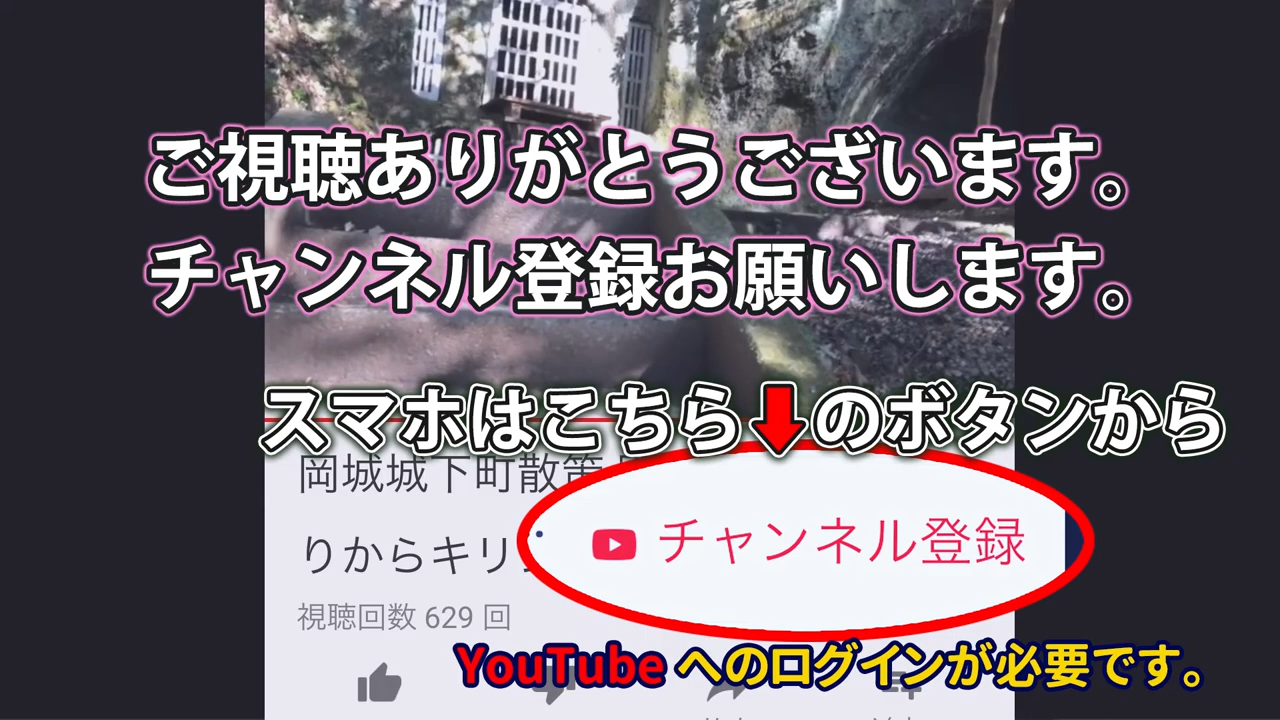 ご視聴ありがとうございます。
チャンネル登録お願いします。
スマホはこちら⬇のボタンから
岡城城下町散策
りからキリ
チャンネル登録
視聴回数 629 回
YouTube へのログインが必要です。